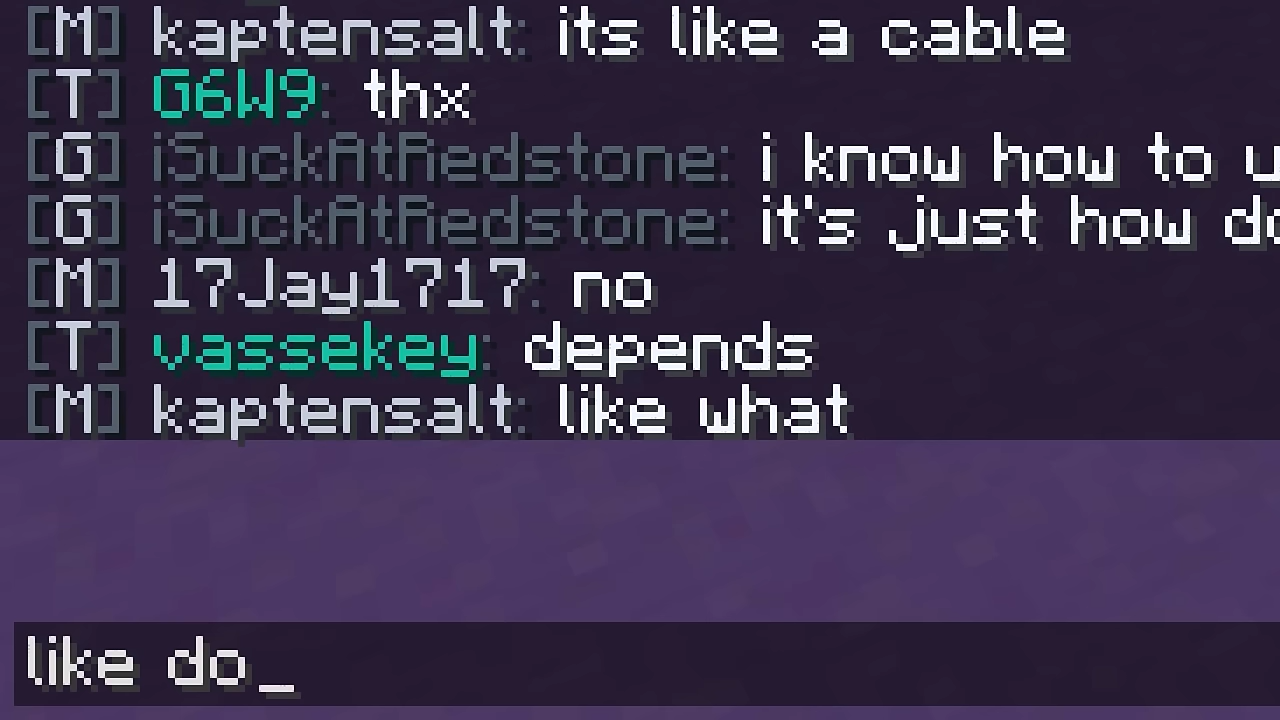 [M] kaptensalt: its like a cable
[T] G6W9: thx
[G] iSuckAtRedstone: i know how to
[G] iSuckAtRedstone: it's just how
[M] 17Jay1717: no
[T] vassekey: depends
[M] kaptensalt: like what
like do_